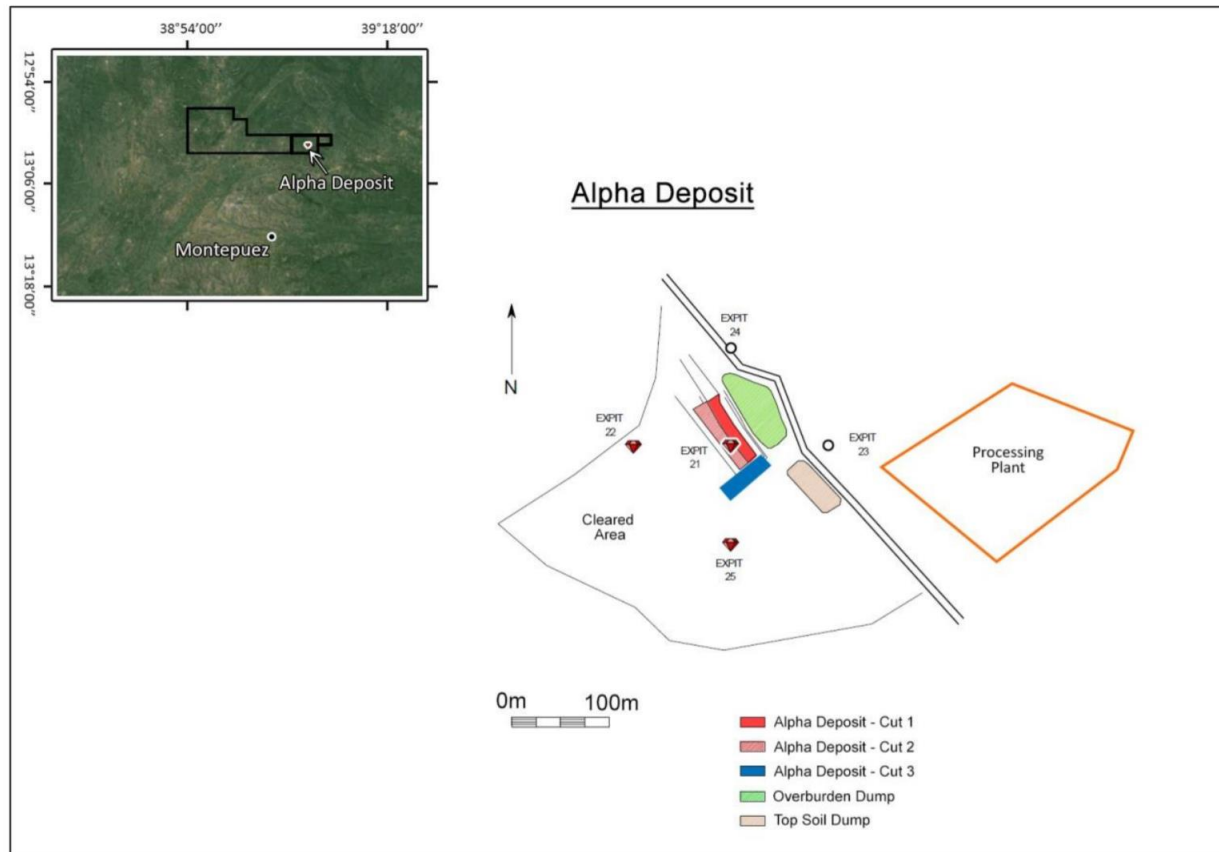 38°54’00’’
39°18’00’’
12°54’00’’
13°06’00’’
13°18’00’’
Alpha Deposit
Montepuez
Alpha Deposit
N
EXPIT
24
EXPIT
22
EXPIT
21
EXPIT
23
Processing
Plant
Cleared
Area
EXPIT
25
0m
100m
Alpha Deposit - Cut 1
Alpha Deposit - Cut 2
Alpha Deposit - Cut 3
Overburden Dump
Top Soil Dump